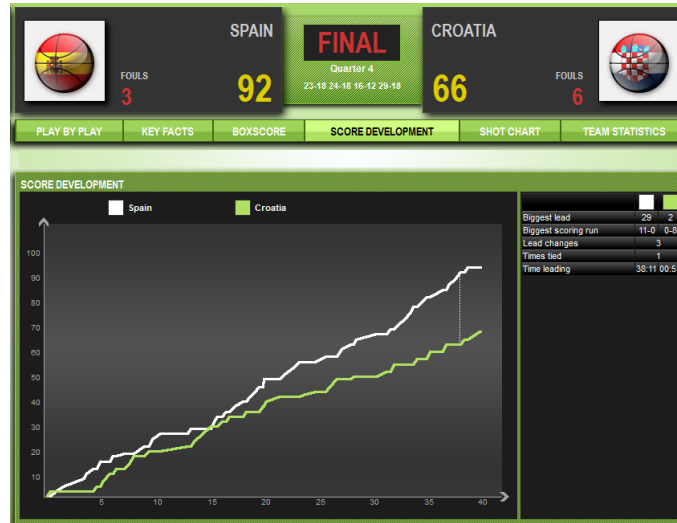 SPAIN
FINAL
CROATIA
Quarter 4
FOULS
3
92
23-18 24-18 16-12 29-18
66
FOULS
6
PLAY BY PLAY
KEY FACTS
BOXSCORE
SCORE DEVELOPMENT
SHOT CHART
TEAM STATISTICS
SCORE DEVELOPMENT
Spain
Croatia
Biggest lead 29 2
Biggest scoring run 11-0 0-8
Lead changes 3
Times tied 1
Time leading 38:11 00:5
100
90
80
70
60
50
40
30
20
10
5 10 15 20 25 30 35 40